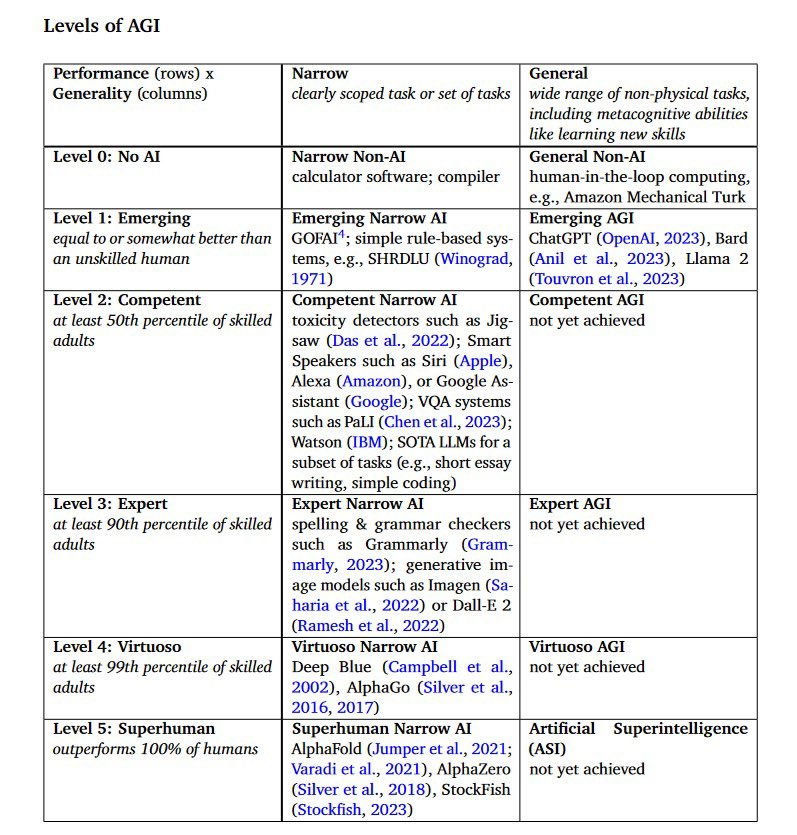 Levels of AGI
Performance (rows) x
Generality (columns)
Narrow
clearly scoped task or set of tasks
General
wide range of non-physical tasks,
including metacognitive abilities
like learning new skills
Level 0: No AI
Narrow Non-AI
calculator software; compiler
General Non-AI
human-in-the-loop computing,
e.g., Amazon Mechanical Turk
Level 1: Emerging
equal to or somewhat better than
an unskilled human
Emerging Narrow AI
GOFAI4; simple rule-based sys-
tems, e.g., SHRDLU (Winograd,
1971)
Emerging AGI
ChatGPT (OpenAI, 2023), Bard
(Anil et al., 2023), Llama 2
(Touvron et al., 2023)
Level 2: Competent
at least 50th percentile of skilled
adults
Competent Narrow AI
toxicity detectors such as Jig-
saw (Das et al., 2022); Smart
Speakers such as Siri (Apple),
Alexa (Amazon), or Google As-
sistant (Google); VQA systems
such as PaLI (Chen et al., 2023);
Watson (IBM); SOTA LLMs for a
subset of tasks (e.g., short essay
writing, simple coding)
Competent AGI
not yet achieved
Level 3: Expert
at least 90th percentile of skilled
adults
Expert Narrow AI
spelling & grammar checkers
such as Grammarly (Gram-
marly, 2023); generative im-
age models such as Imagen (Sa-
haria et al., 2022) or Dall-E 2
(Ramesh et al., 2022)
Expert AGI
not yet achieved
Level 4: Virtuoso
at least 99th percentile of skilled
adults
Virtuoso Narrow AI
Deep Blue (Campbell et al.,
2002), AlphaGo (Silver et al.,
2016, 2017)
Virtuoso AGI
not yet achieved
Level 5: Superhuman
outperforms 100% of humans
Superhuman Narrow AI
AlphaFold (Jumper et al., 2021;
Varadi et al., 2021), AlphaZero
(Silver et al., 2018), StockFish
(Stockfish, 2023)
Artificial Superintelligence
(ASI)
not yet achieved